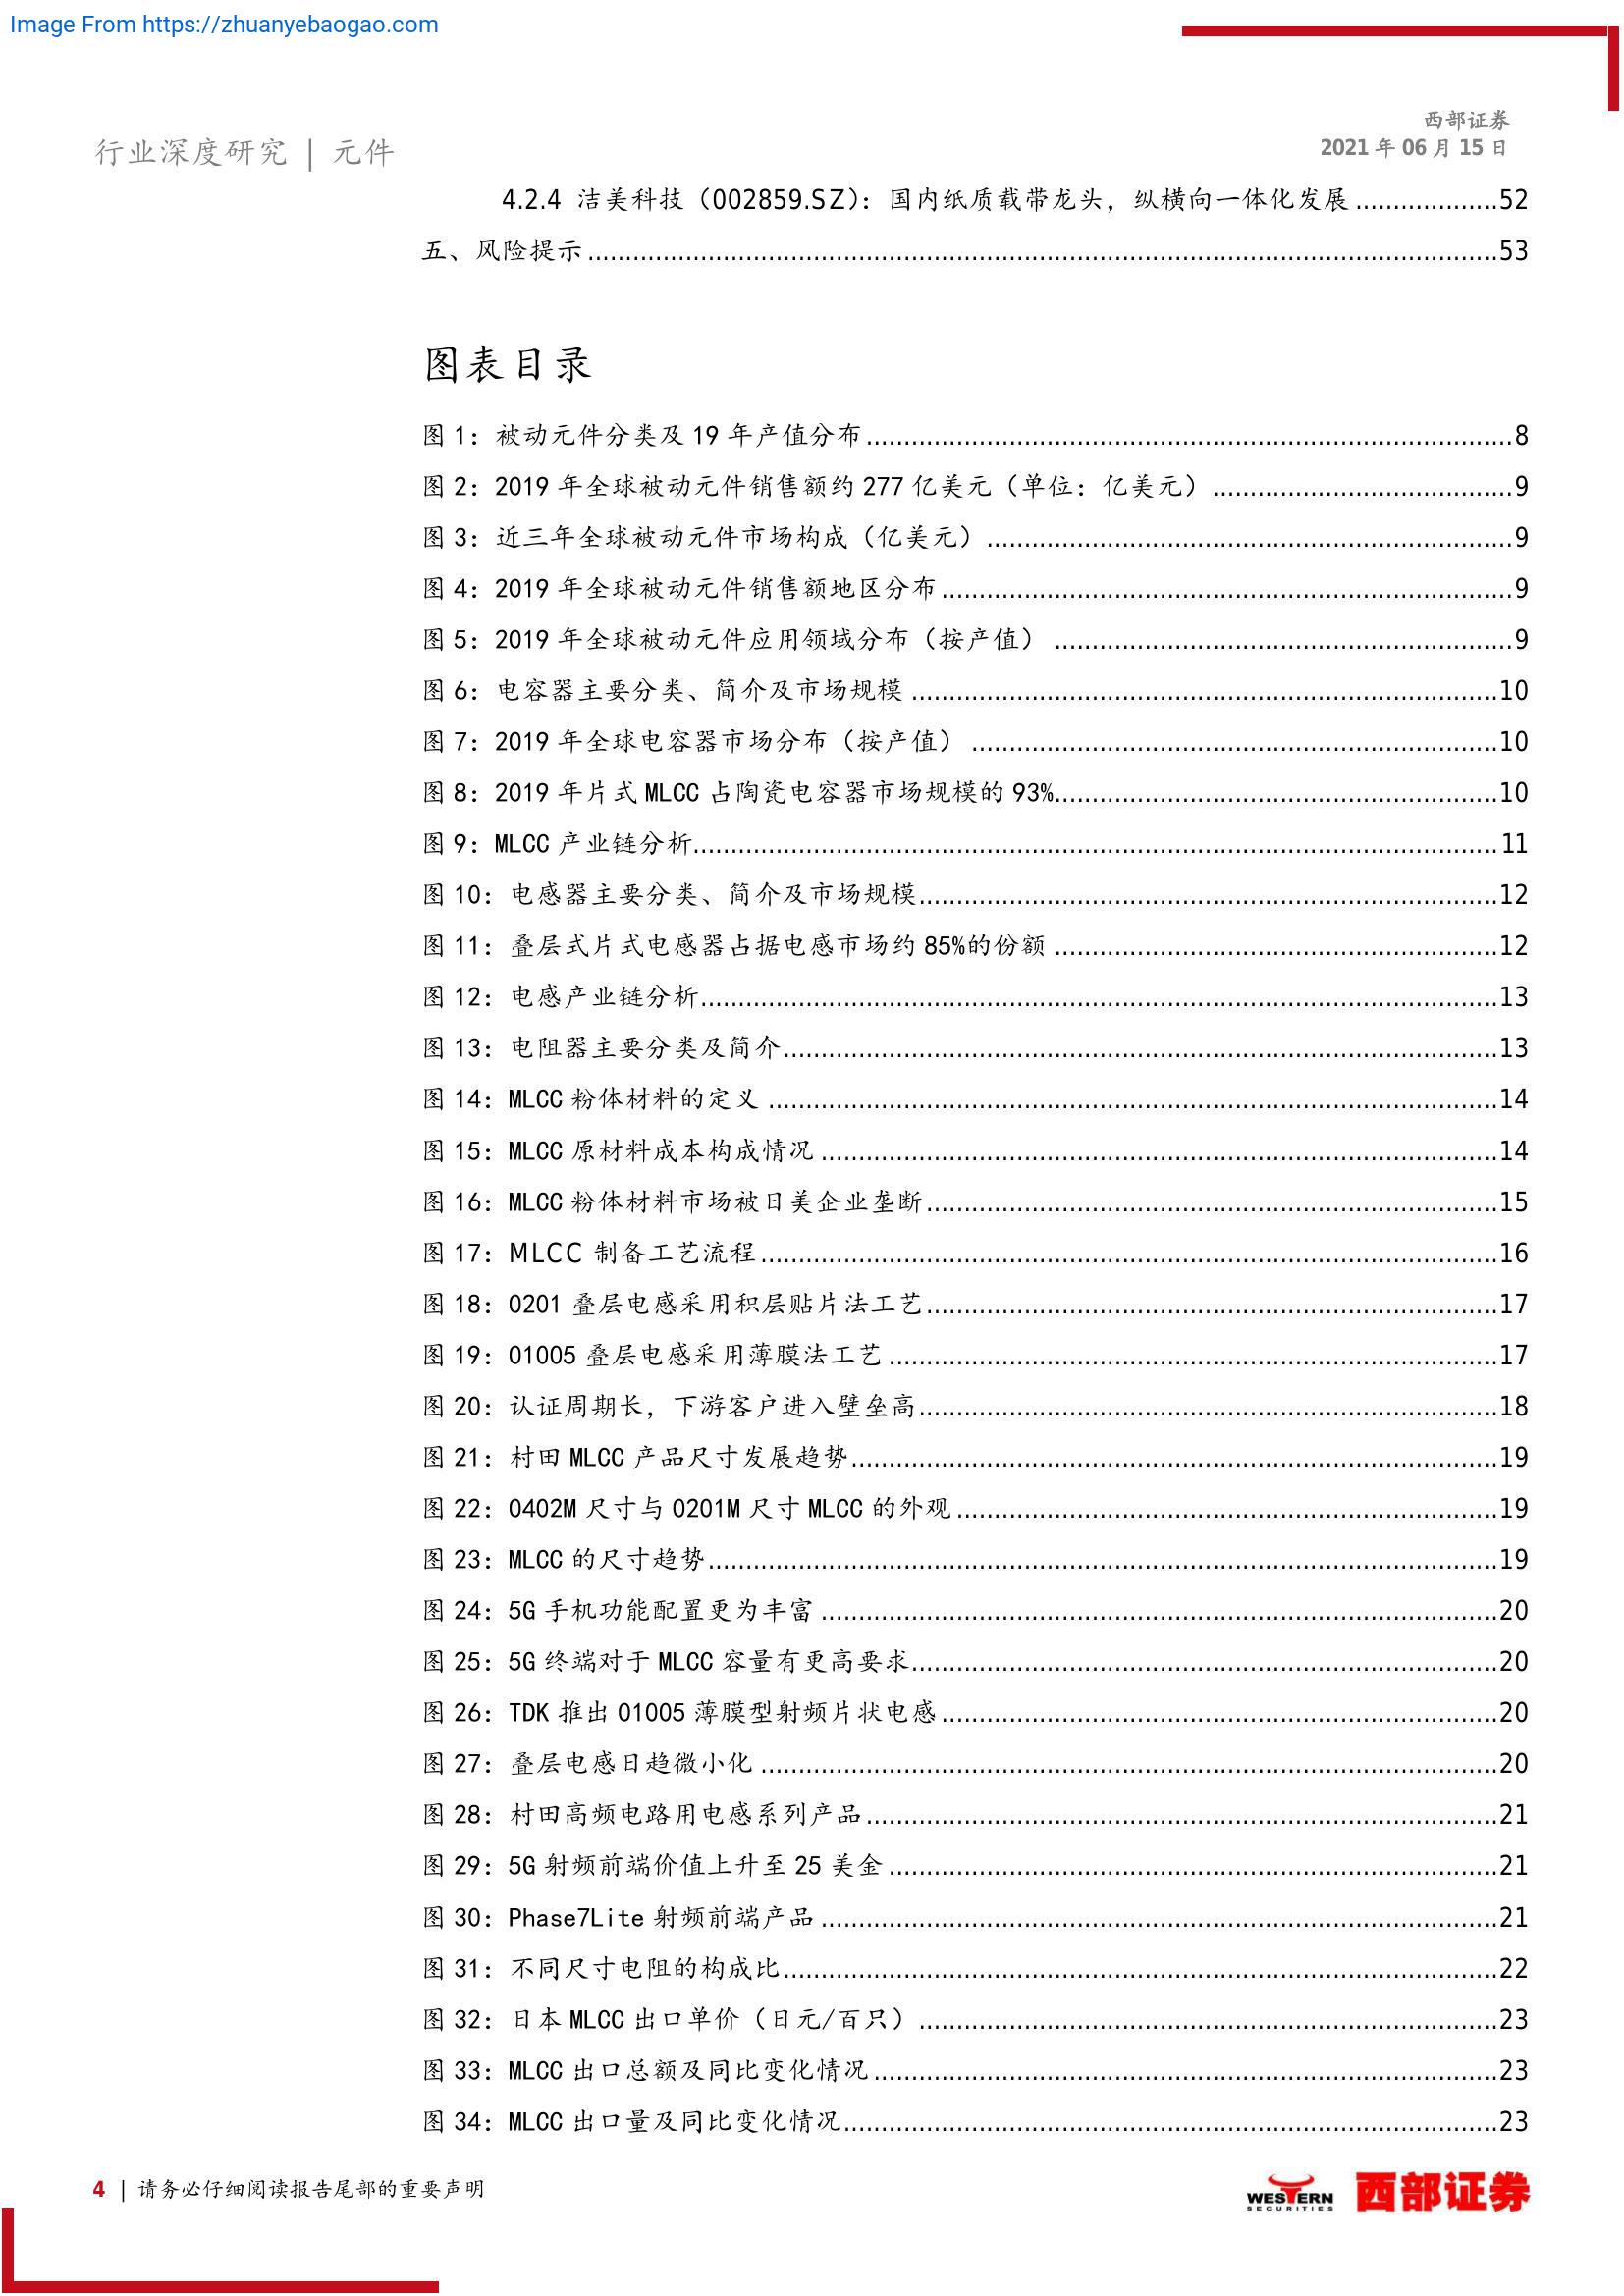 Image From https://zhuanyebaogao.com
西部证券
2021 年 06 月 15 日
行业深度研究 | 元件
4.2.4 洁美科技（002859.SZ）：国内纸质载带龙头，纵横向一体化发展 ...................52
五、风险提示 ..........................................................................53
图表目录
图 1：被动元件分类及 19 年产值分布 ..........................................................8
图 2：2019 年全球被动元件销售额约 277 亿美元（单位：亿美元） ........................................9
图 3：近三年全球被动元件市场构成（亿美元） ..........................................................9
图 4：2019 年全球被动元件销售额地区分布 ..........................................................9
图 5：2019 年全球被动元件应用领域分布（按产值） ..........................................................9
图 6：电容器主要分类、简介及市场规模 ..........................................................10
图 7：2019 年全球电容器市场分布（按产值） ..........................................................10
图 8：2019 年片式 MLCC 占陶瓷电容器市场规模的 93%..........................................................10
图 9：MLCC 产业链分析..........................................................11
图 10：电感器主要分类、简介及市场规模..........................................................12
图 11：叠层式片式电感器占据电感市场约 85%的份额 ..........................................................12
图 12：电感产业链分析..........................................................13
图 13：电阻器主要分类及简介..........................................................13
图 14：MLCC 粉体材料的定义 ..........................................................14
图 15：MLCC 原材料成本构成情况 ..........................................................14
图 16：MLCC 粉体材料市场被日美企业垄断..........................................................15
图 17：MLCC 制备工艺流程..........................................................16
图 18：0201 叠层电感采用积层贴片法工艺..........................................................17
图 19：01005 叠层电感采用薄膜法工艺 ..........................................................17
图 20：认证周期长，下游客户进入壁垒高..........................................................18
图 21：村田 MLCC 产品尺寸发展趋势..........................................................19
图 22：0402M 尺寸与 0201M 尺寸 MLCC 的外观..........................................................19
图 23：MLCC 的尺寸趋势..........................................................19
图 24：5G 手机功能配置更为丰富 ..........................................................20
图 25：5G 终端对于 MLCC 容量有更高要求..........................................................20
图 26：TDK 推出 01005 薄膜型射频片状电感..........................................................20
图 27：叠层电感日趋微小化 ..........................................................20
图 28：村田高频电路用电感系列产品..........................................................21
图 29：5G 射频前端价值上升至 25 美金 ..........................................................21
图 30：Phase7Lite 射频前端产品 ..........................................................21
图 31：不同尺寸电阻的构成比..........................................................22
图 32：日本 MLCC 出口单价（日元/百只） ..........................................................23
图 33：MLCC 出口总额及同比变化情况..........................................................23
图 34：MLCC 出口量及同比变化情况..........................................................23
4 | 请务必仔细阅读报告尾部的重要声明
WESTERN
SECURITIES
西部证券